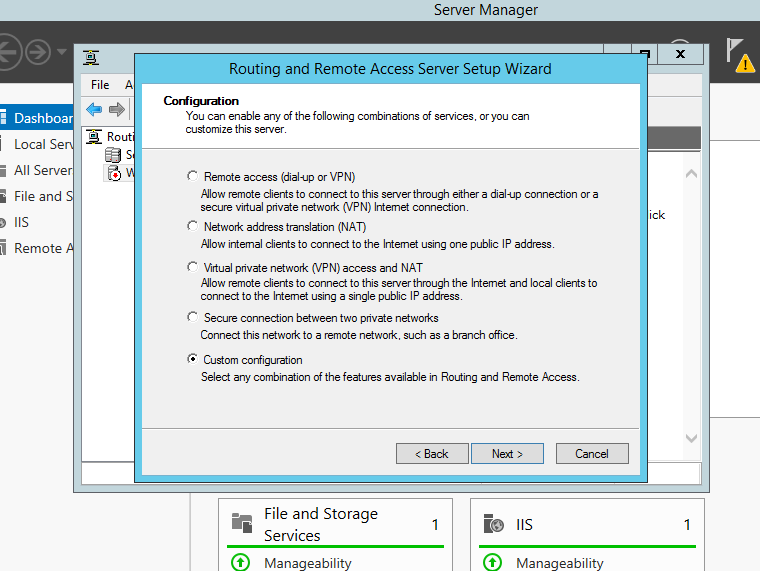 Server Manager
Routing and Remote Access Server Setup Wizard
File
Configuration
You can enable any of the following combinations of services, or you can
customize this server.
Dashboar
Local Serv
All Server
File and S
IIS
Remote A
Routi
Remote access (dial-up or VPN)
Allow remote clients to connect to this server through either a dial-up connection or a
secure virtual private network (VPN) Internet connection.
Network address translation (NAT)
Allow internal clients to connect to the Internet using one public IP address.
Virtual private network (VPN) access and NAT
Allow remote clients to connect to this server through the Internet and local clients to
connect to the Internet using a single public IP address.
Secure connection between two private networks
Connect this network to a remote network, such as a branch office.
Custom configuration
Select any combination of the features available in Routing and Remote Access.
ick
< Back
Next >
Cancel
File and Storage
Services
1
Manageability
IIS
1
Manageability